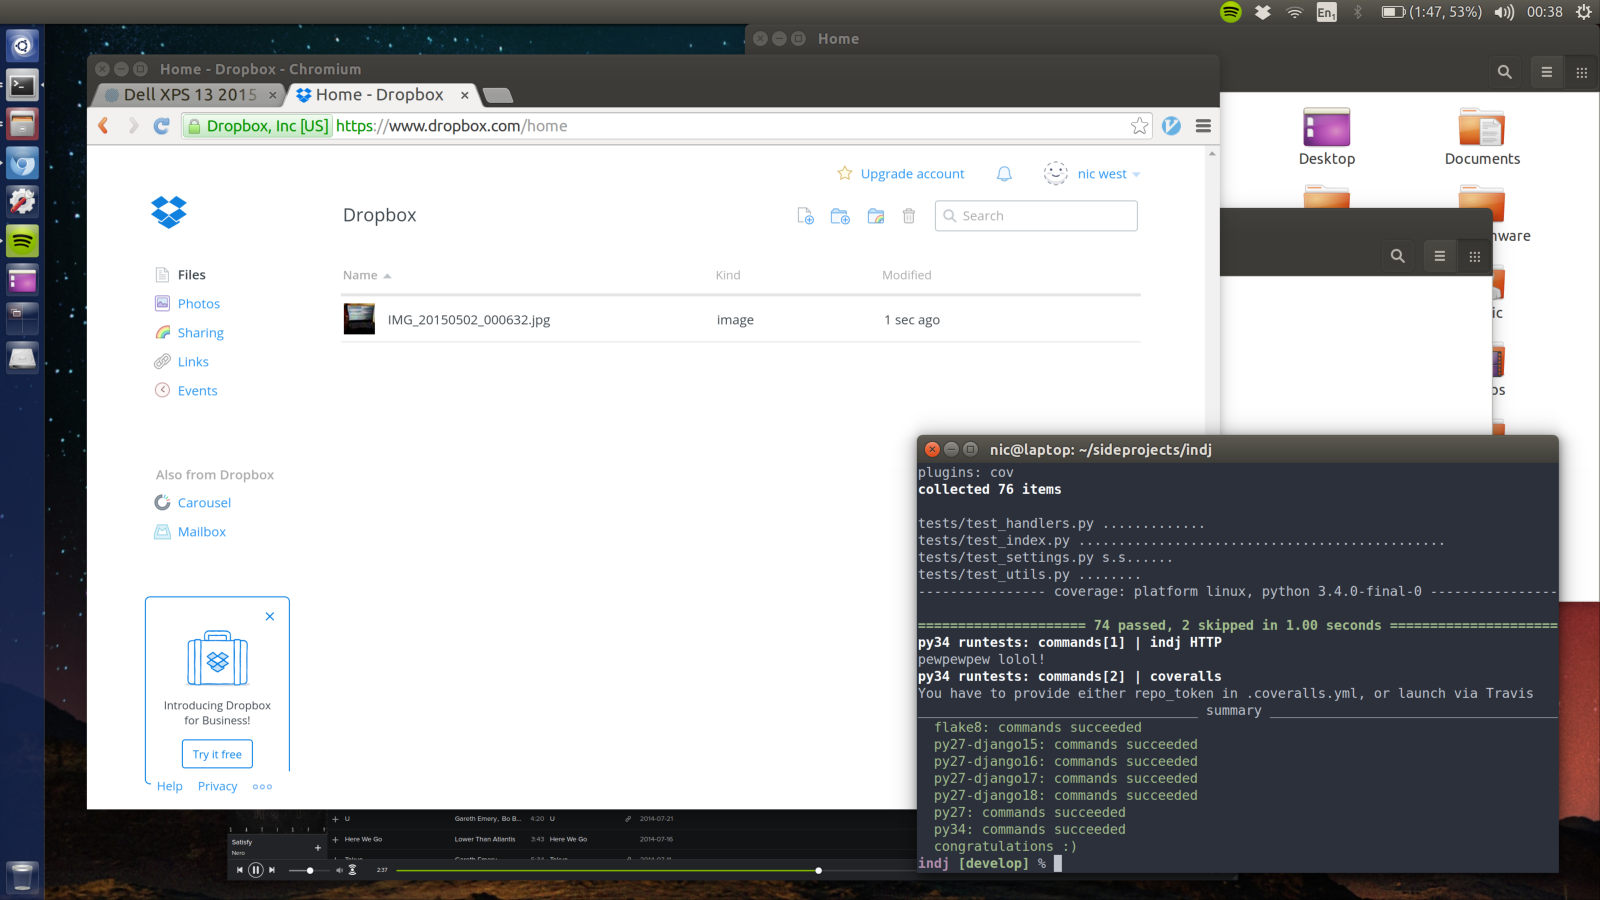 En1
(1:47, 53%)
00:38
Home
Home - Dropbox - Chromium
Dell XPS 13 2015
Home - Dropbox
Dropbox, Inc [US] https://www.dropbox.com/home
Desktop
Documents
Upgrade account
nic west
Dropbox
Search
Files
Photos
Sharing
Links
Events
Name
Kind
Modified
IMG_20150502_000632.jpg
image
1 sec ago
nware
ic
os
Also from Dropbox
Carousel
Mailbox
Introducing Dropbox
for Business!
Try it free
Help Privacy
nic@laptop: ~/sideprojects/indj
plugins: cov
collected 76 items
tests/test_handlers.py .............
tests/test_index.py ..............................................
tests/test_settings.py s.s......
tests/test_utils.py ........
---------------- coverage: platform linux, python 3.4.0-final-0 ----------------
===================== 74 passed, 2 skipped in 1.00 seconds =====================
py34 runtests: commands[1] | indj HTTP
pewpewpew lolol!
py34 runtests: commands[2] | coveralls
You have to provide either repo_token in .coveralls.yml, or launch via Travis
___________________________________ summary ____________________________________
flake8: commands succeeded
py27-django15: commands succeeded
py27-django16: commands succeeded
py27-django17: commands succeeded
py27-django18: commands succeeded
py27: commands succeeded
py34: commands succeeded
congratulations :)
indj [develop] %
+ U Gareth Emery, Bo B... 4:20 U 2014-07-21
+ Here We Go Lower Than Atlantis 3:43 Here We Go 2014-07-16
Satisfy
Nero
2:37